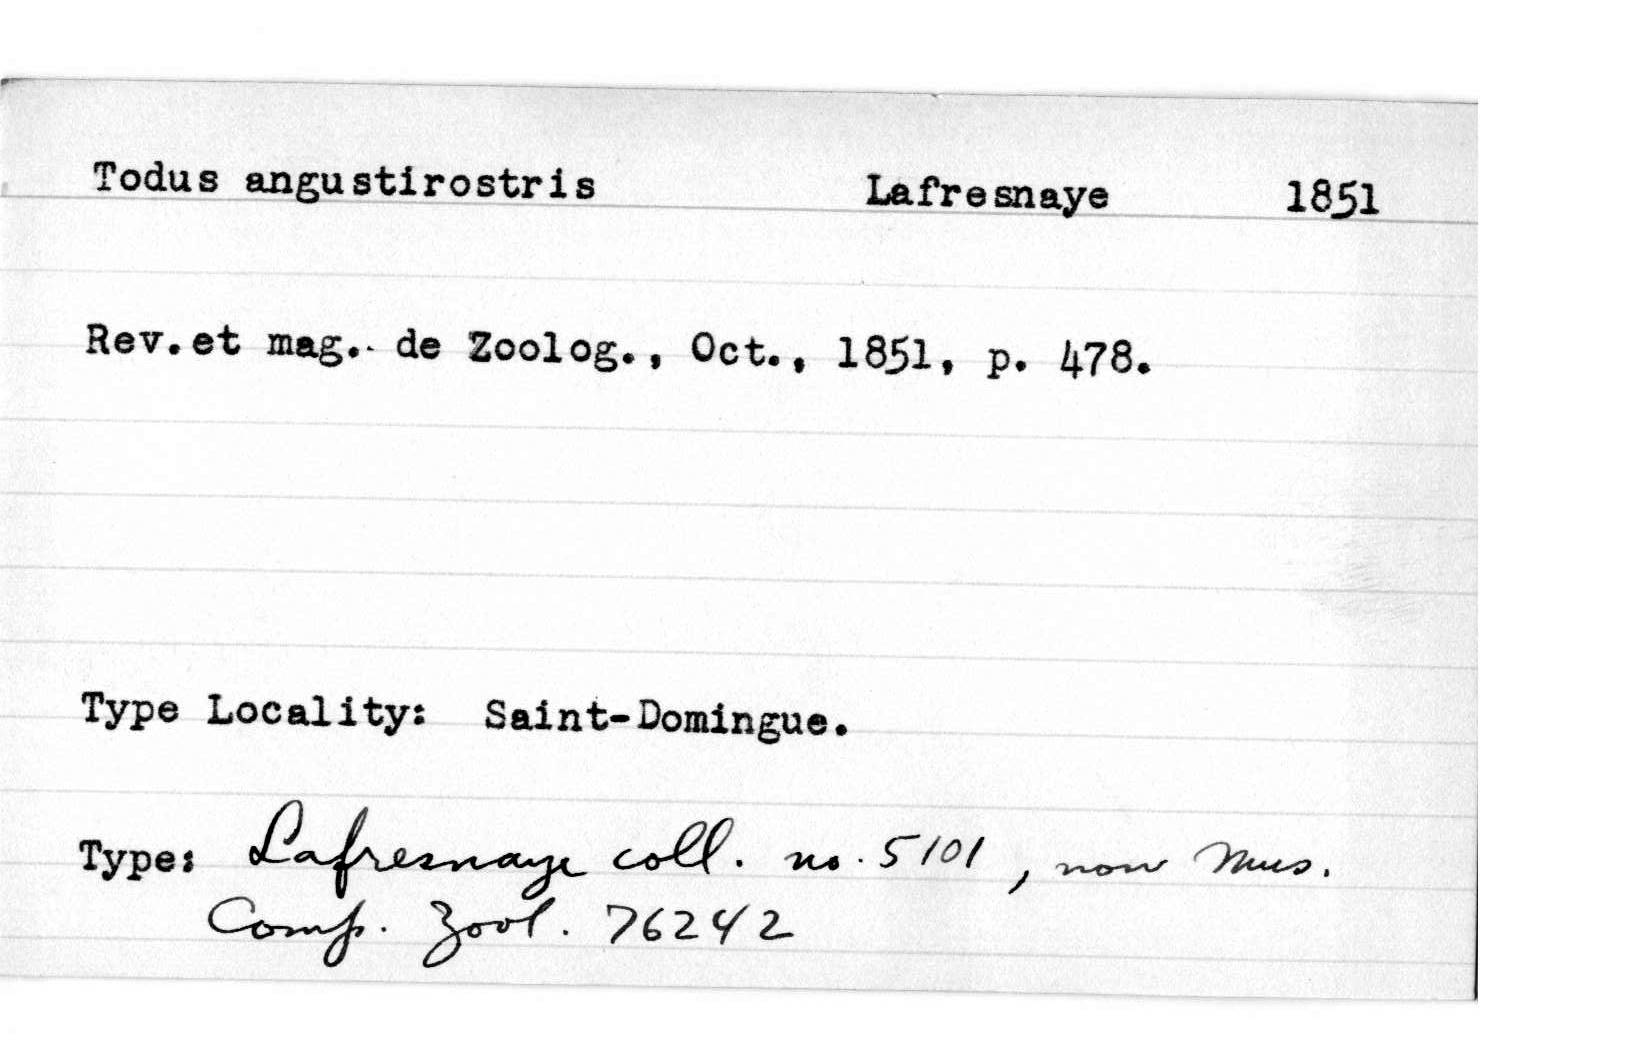 Todus angustirostris Lafresnaye 1851
Rev. et mag. de Zoolog., Oct., 1851, p. 478.
Type Locality: Saint-Domingue.
Type: Lafresnaye coll. no. 5101, now Mus.
Comp. Zool. 76242